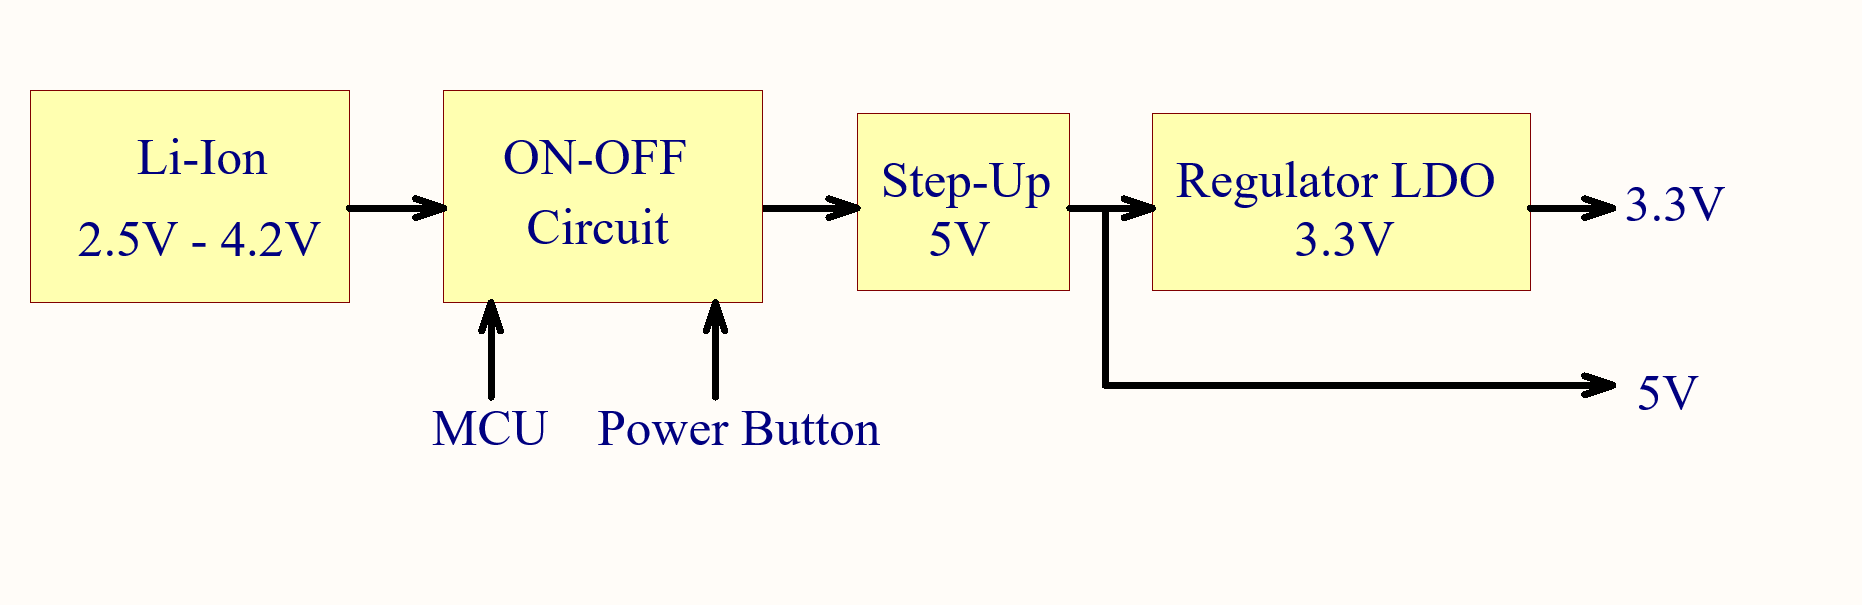 Li-Ion
2.5V - 4.2V
ON-OFF
Circuit
Step-Up
5V
Regulator LDO
3.3V
3.3V
5V
MCU
Power Button